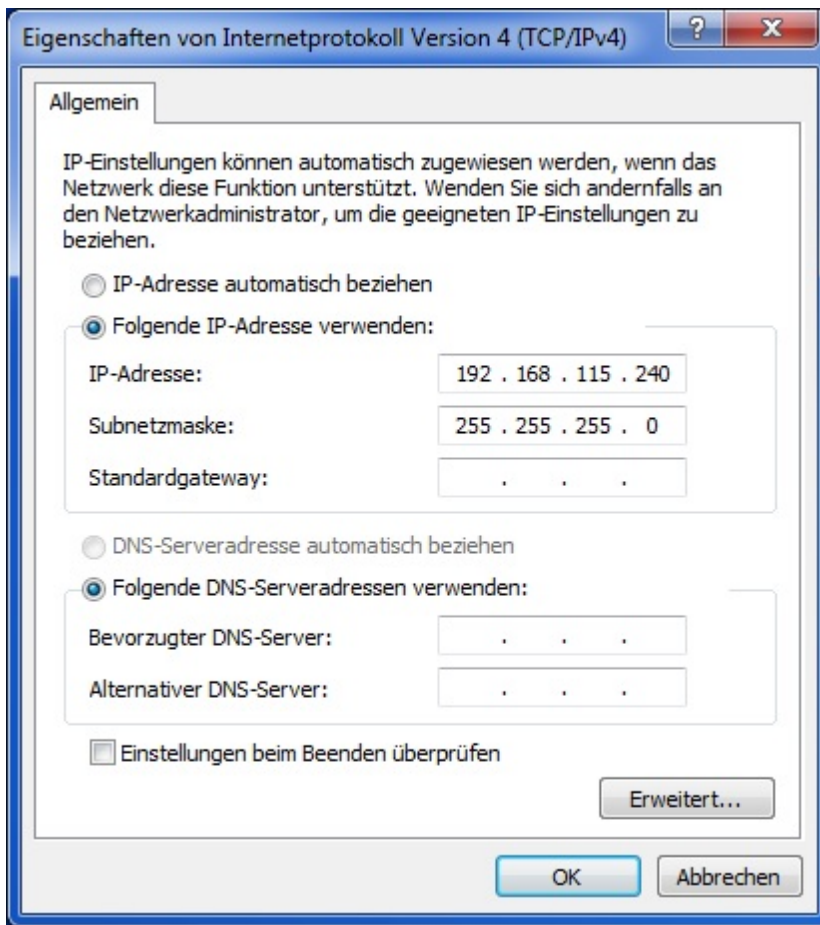 Eigenschaften von Internetprotokoll Version 4 (TCP/IPv4)
?
X
Allgemein
IP-Einstellungen können automatisch zugewiesen werden, wenn das
Netzwerk diese Funktion unterstützt. Wenden Sie sich andernfalls an
den Netzwerkadministrator, um die geeigneten IP-Einstellungen zu
beziehen.
IP-Adresse automatisch beziehen
Folgende IP-Adresse verwenden:
IP-Adresse: 192 . 168 . 115 . 240
Subnetzmaske: 255 . 255 . 255 . 0
Standardgateway: . . .
DNS-Serveradresse automatisch beziehen
Folgende DNS-Serveradressen verwenden:
Bevorzugter DNS-Server: . . .
Alternativer DNS-Server: . . .
Einstellungen beim Beenden überprüfen
Erweitert...
OK Abbrechen